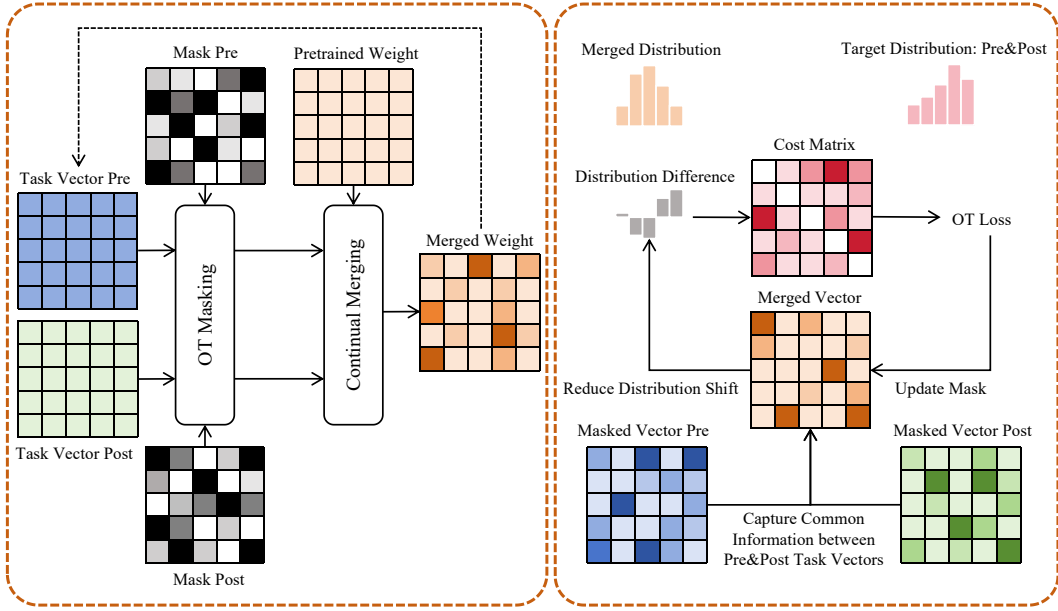 Mask Pre
Pretrained Weight
Task Vector Pre
OT Masking
Continual Merging
Merged Weight
Task Vector Post
Mask Post
Merged Distribution
Target Distribution: Pre&Post
Cost Matrix
Distribution Difference
OT Loss
Merged Vector
Reduce Distribution Shift
Update Mask
Masked Vector Pre
Masked Vector Post
Capture Common
Information between
Pre&Post Task Vectors